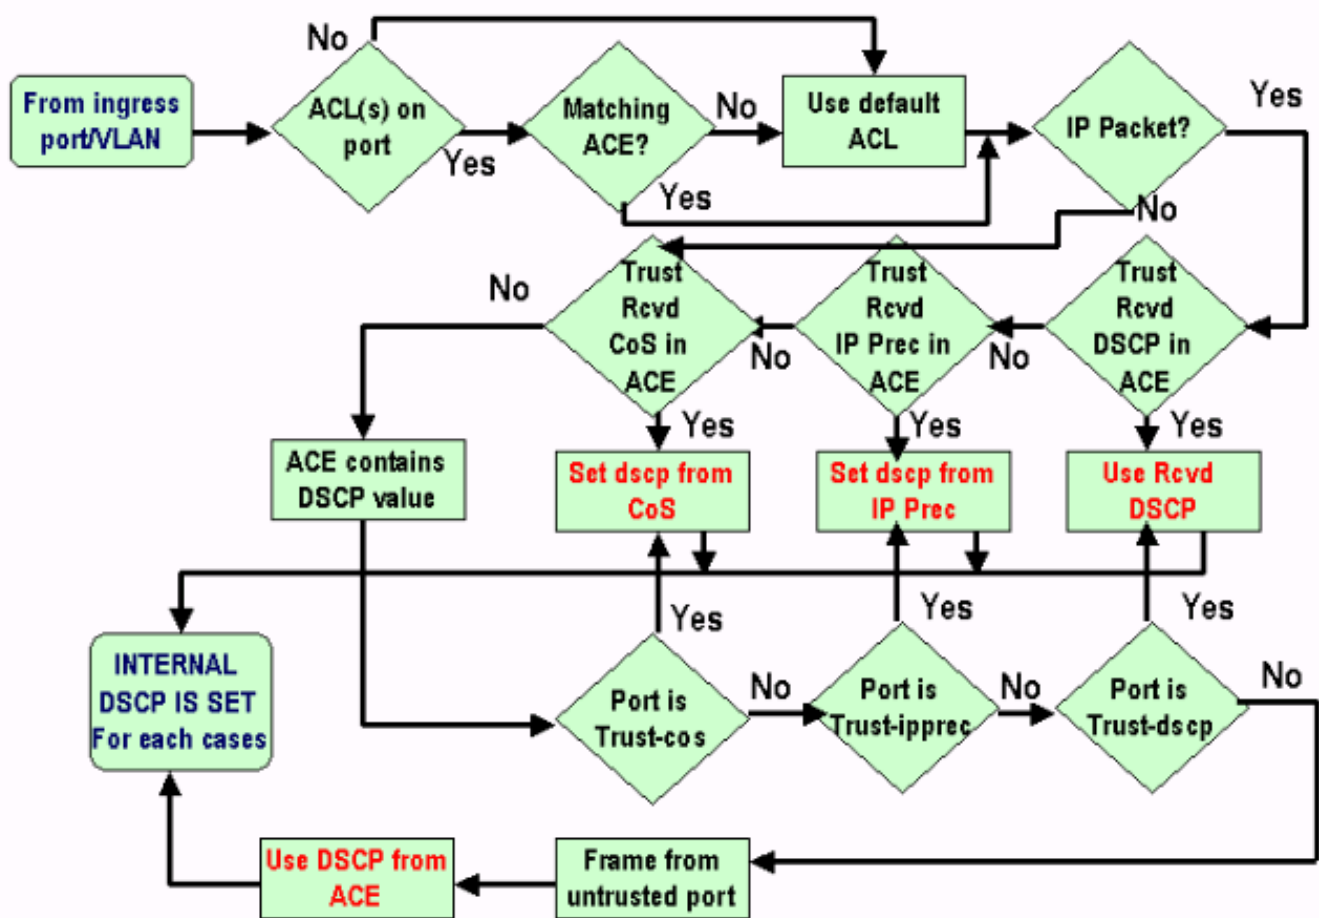 No
From ingress
port/VLAN
ACL(s) on
port
Yes
Matching
ACE?
No
Yes
Use default
ACL
IP Packet?
Yes
No
Trust
Rcvd
DSCP in
ACE
No
Yes
Trust
Rcvd
IP Prec in
ACE
No
Yes
Trust
Rcvd
CoS in
ACE
No
Yes
ACE contains
DSCP value
Set dscp from
CoS
Set dscp from
IP Prec
Use Rcvd
DSCP
Yes
Yes
Yes
INTERNAL
DSCP IS SET
For each cases
Port is
Trust-cos
No
Port is
Trust-ipprec
No
Port is
Trust-dscp
No
Use DSCP from
ACE
Frame from
untrusted port